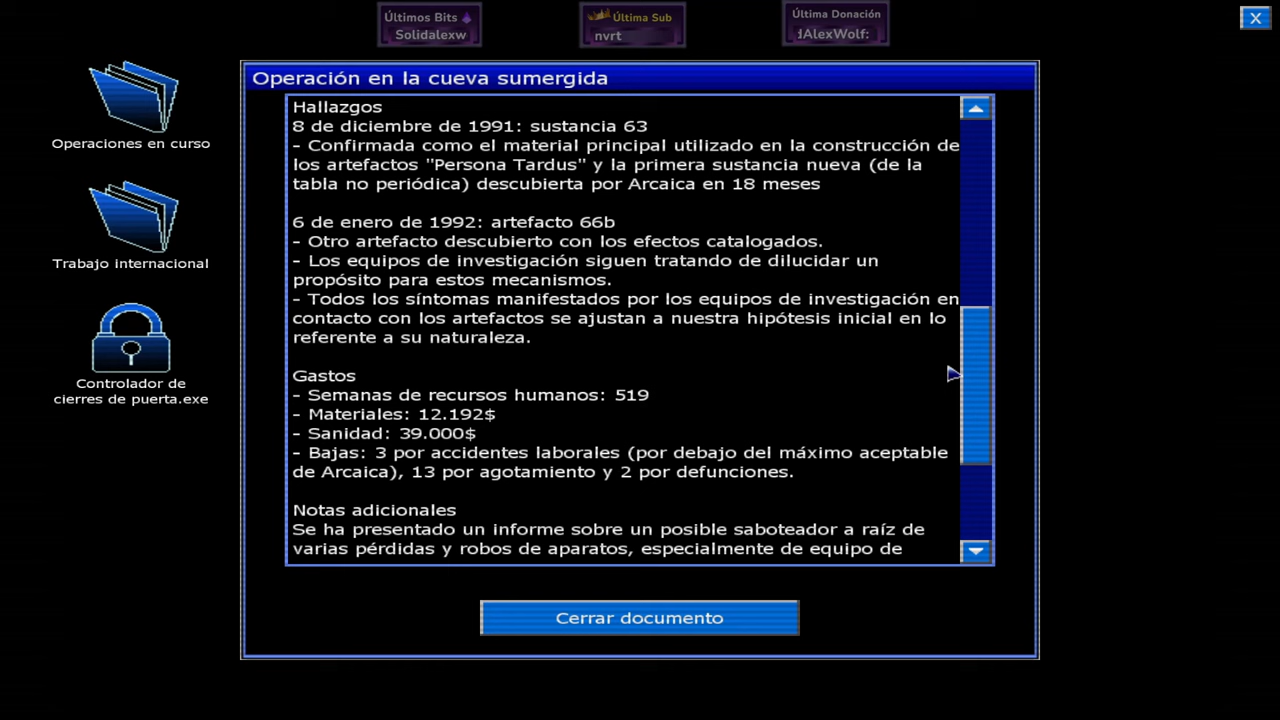 Últimos Bits
Solidalexw
Última Sub
nvrt
Última Donación
AlexWolf:
X
Operaciones en curso
Trabajo internacional
Controlador de
cierres de puerta.exe
Operación en la cueva sumergida
Hallazgos
8 de diciembre de 1991: sustancia 63
- Confirmada como el material principal utilizado en la construcción de
los artefactos "Persona Tardus" y la primera sustancia nueva (de la
tabla no periódica) descubierta por Arcaica en 18 meses
6 de enero de 1992: artefacto 66b
- Otro artefacto descubierto con los efectos catalogados.
- Los equipos de investigación siguen tratando de dilucidar un
propósito para estos mecanismos.
- Todos los síntomas manifestados por los equipos de investigación en
contacto con los artefactos se ajustan a nuestra hipótesis inicial en lo
referente a su naturaleza.
Gastos
- Semanas de recursos humanos: 519
- Materiales: 12.192$
- Sanidad: 39.000$
- Bajas: 3 por accidentes laborales (por debajo del máximo aceptable
de Arcaica), 13 por agotamiento y 2 por defunciones.
Notas adicionales
Se ha presentado un informe sobre un posible saboteador a raíz de
varias pérdidas y robos de aparatos, especialmente de equipo de
Cerrar documento